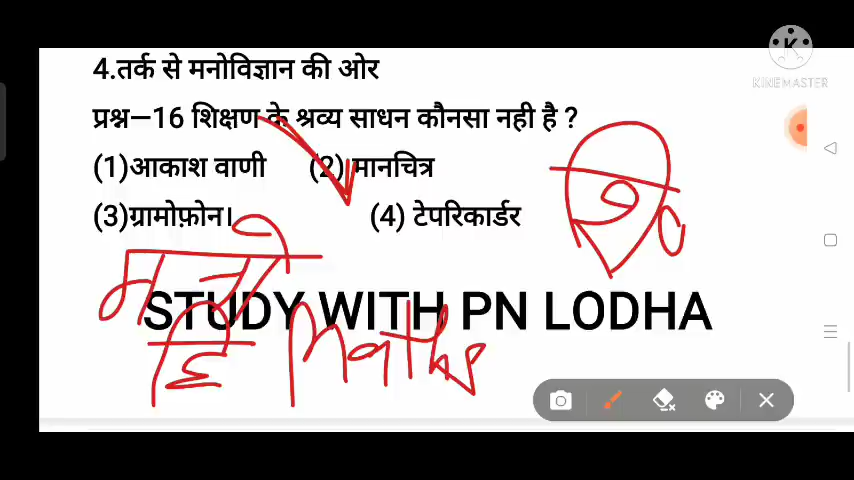 KINEMASTER
4.तर्क से मनोविज्ञान की ओर
प्रश्न–16 शिक्षण के श्रव्य साधन कौनसा नही है ?
(1)आकाश वाणी (2) मानचित्र
(3)ग्रामोफ़ोन। (4) टेपरिकार्डर
STUDY WITH PN LODHA
Maths